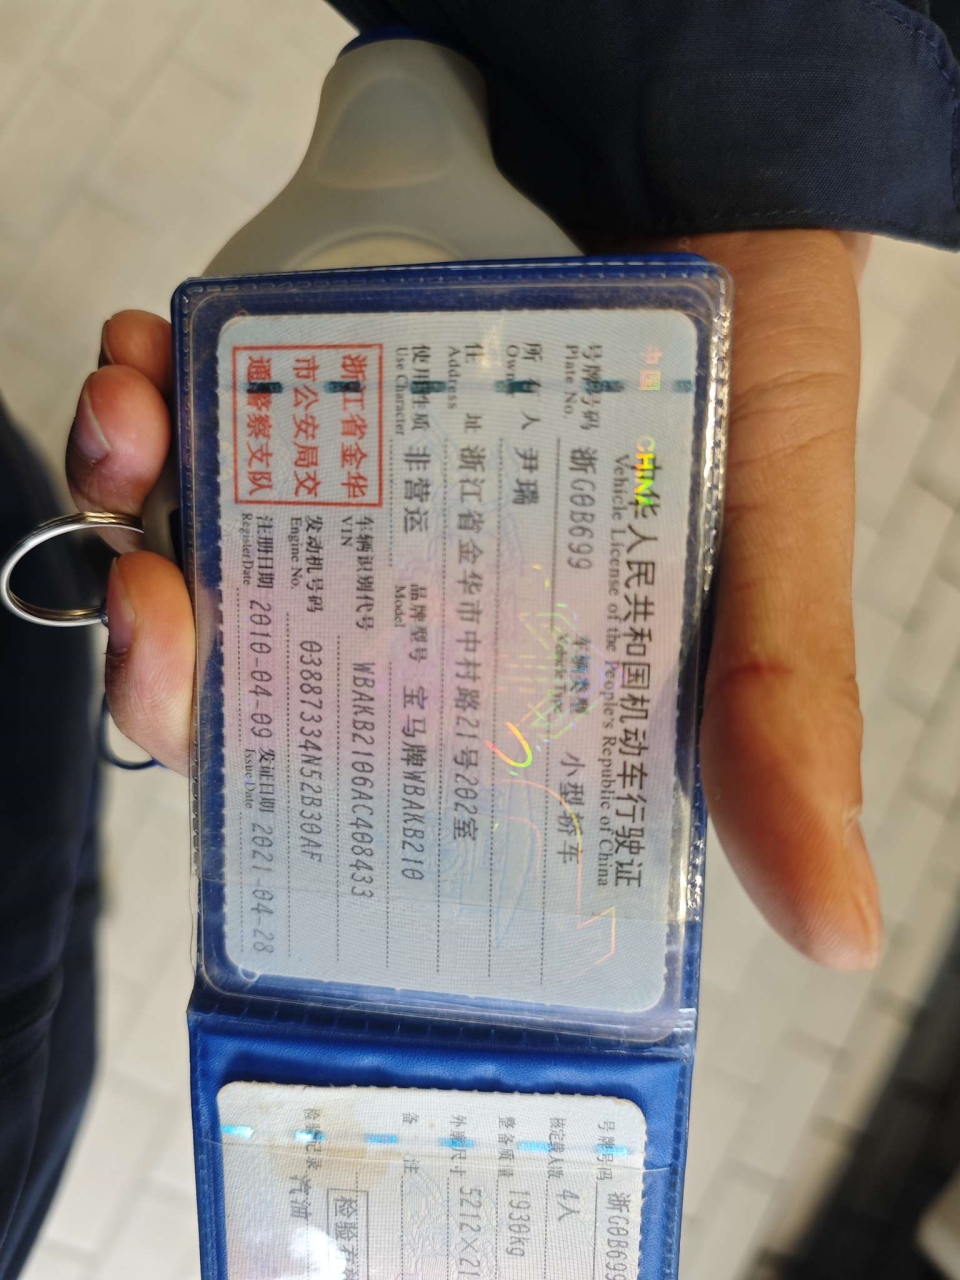 中国
CHINA
中华人民共和国机动车行驶证
Vehicle License of the People's Republic of China
号牌号码 浙G0B699 车辆类型 小型轿车
Plate No. Vehicle Type
所有人 尹瑞
Owner
住址 浙江省金华市中村路21号202室
Address
使用性质 非营运 品牌型号 宝马牌WBAKB210
Use Character Model
浙江省金华
市公安局交
通警察支队
车辆识别代号 WBAKB2106AC408433
VIN
发动机号码 03887334N52B30AF
Engine No.
注册日期 2010-04-09 发证日期 2021-04-28
Register Date Issue Date
号牌号码 浙G0B699
核定载人数 4人
整备质量 1930kg
外廓尺寸 5212×21
备注
检验记录 汽油
检验有